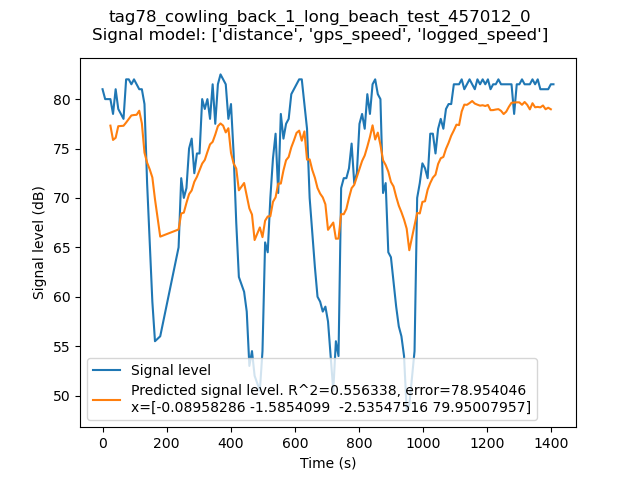 tag78_cowling_back_1_long_beach_test_457012_0
Signal model: ['distance', 'gps_speed', 'logged_speed']
Signal level (dB)
80
75
70
65
60
55
50
Signal level
Predicted signal level. R^2=0.556338, error=78.954046
x=[-0.08958286 -1.5854099 -2.53547516 79.95007957]
0 200 400 600 800 1000 1200 1400
Time (s)